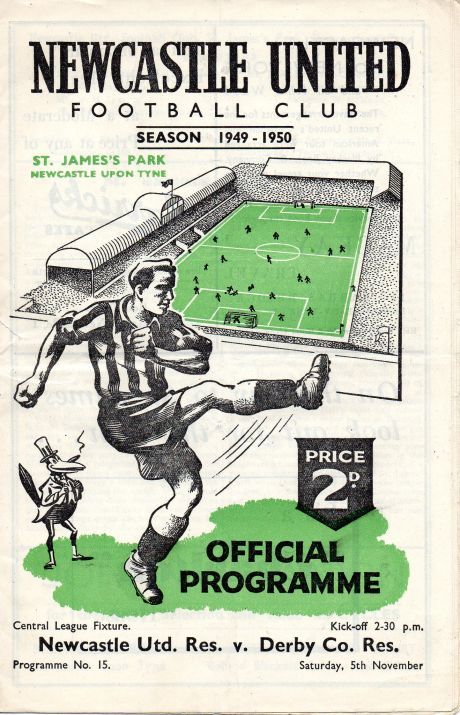 NEWCASTLE UNITED
FOOTBALL CLUB
SEASON 1949-1950
ST. JAMES'S PARK
NEWCASTLE UPON TYNE
PRICE
2D.
OFFICIAL
PROGRAMME
Central League Fixture. Kick-off 2-30 p.m.
Newcastle Utd. Res. v. Derby Co. Res.
Programme No. 15. Saturday, 5th November